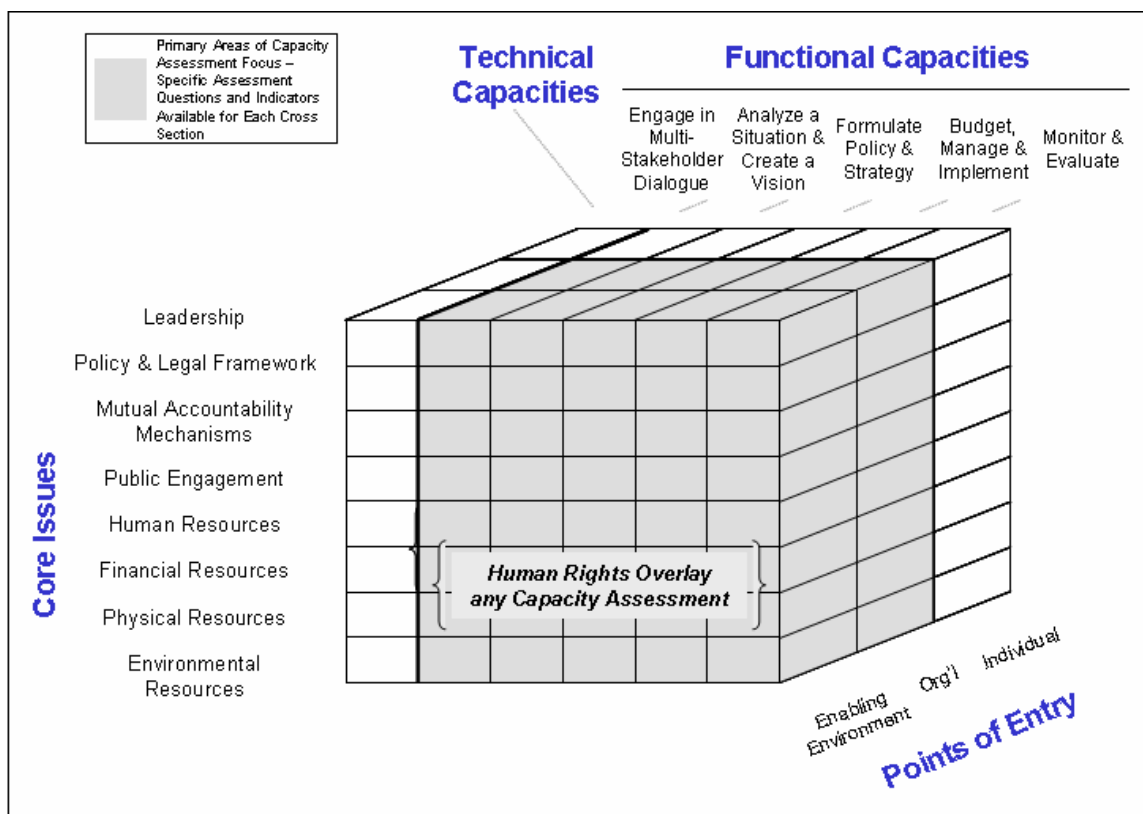 Primary Areas of Capacity
Assessment Focus –
Specific Assessment
Questions and Indicators
Available for Each Cross
Section
Technical
Capacities
Functional Capacities
Engage in
Multi-
Stakeholder
Dialogue
Analyze a
Situation &
Create a
Vision
Formulate
Policy &
Strategy
Budget,
Manage &
Implement
Monitor &
Evaluate
Core Issues
Leadership
Policy & Legal Framework
Mutual Accountability
Mechanisms
Public Engagement
Human Resources
Financial Resources
Physical Resources
Environmental
Resources
Human Rights Overlay
any Capacity Assessment
Enabling
Environment
Org'l
Individual
Points of Entry